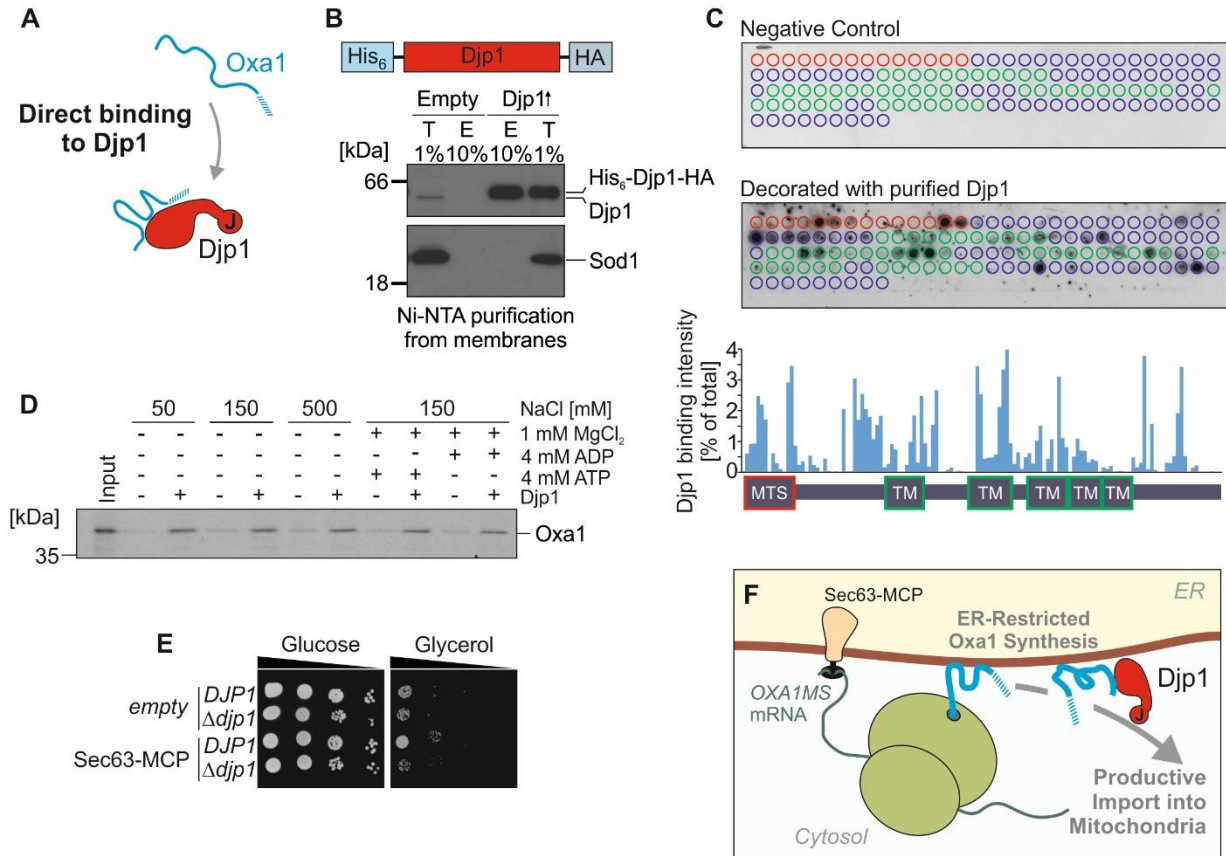 A
Oxa1
Direct binding
to Djp1
J
Djp1
B
His6 Djp1 HA
Empty Djp1↑
T E E T
[kDa] 1% 10% 10% 1%
66
His6-Djp1-HA
Djp1
Sod1
18
Ni-NTA purification
from membranes
C
Negative Control
Decorated with purified Djp1
Djp1 binding intensity
[% of total]
4
3
2
1
0
MTS TM TM TM TM TM
D
50 150 500 150 NaCl [mM]
- - - - - - + + + + 1 mM MgCl2
- - - - - - - - + + 4 mM ADP
- - - - - - + + - - 4 mM ATP
- + - + - + - + - + Djp1
Input
[kDa]
35
Oxa1
E
Glucose Glycerol
empty DJP1
Δdjp1
Sec63-MCP DJP1
Δdjp1
F
ER
Sec63-MCP
ER-Restricted
Oxa1 Synthesis
OXA1MS
mRNA
Djp1
J
Productive
Import into
Mitochondria
Cytosol